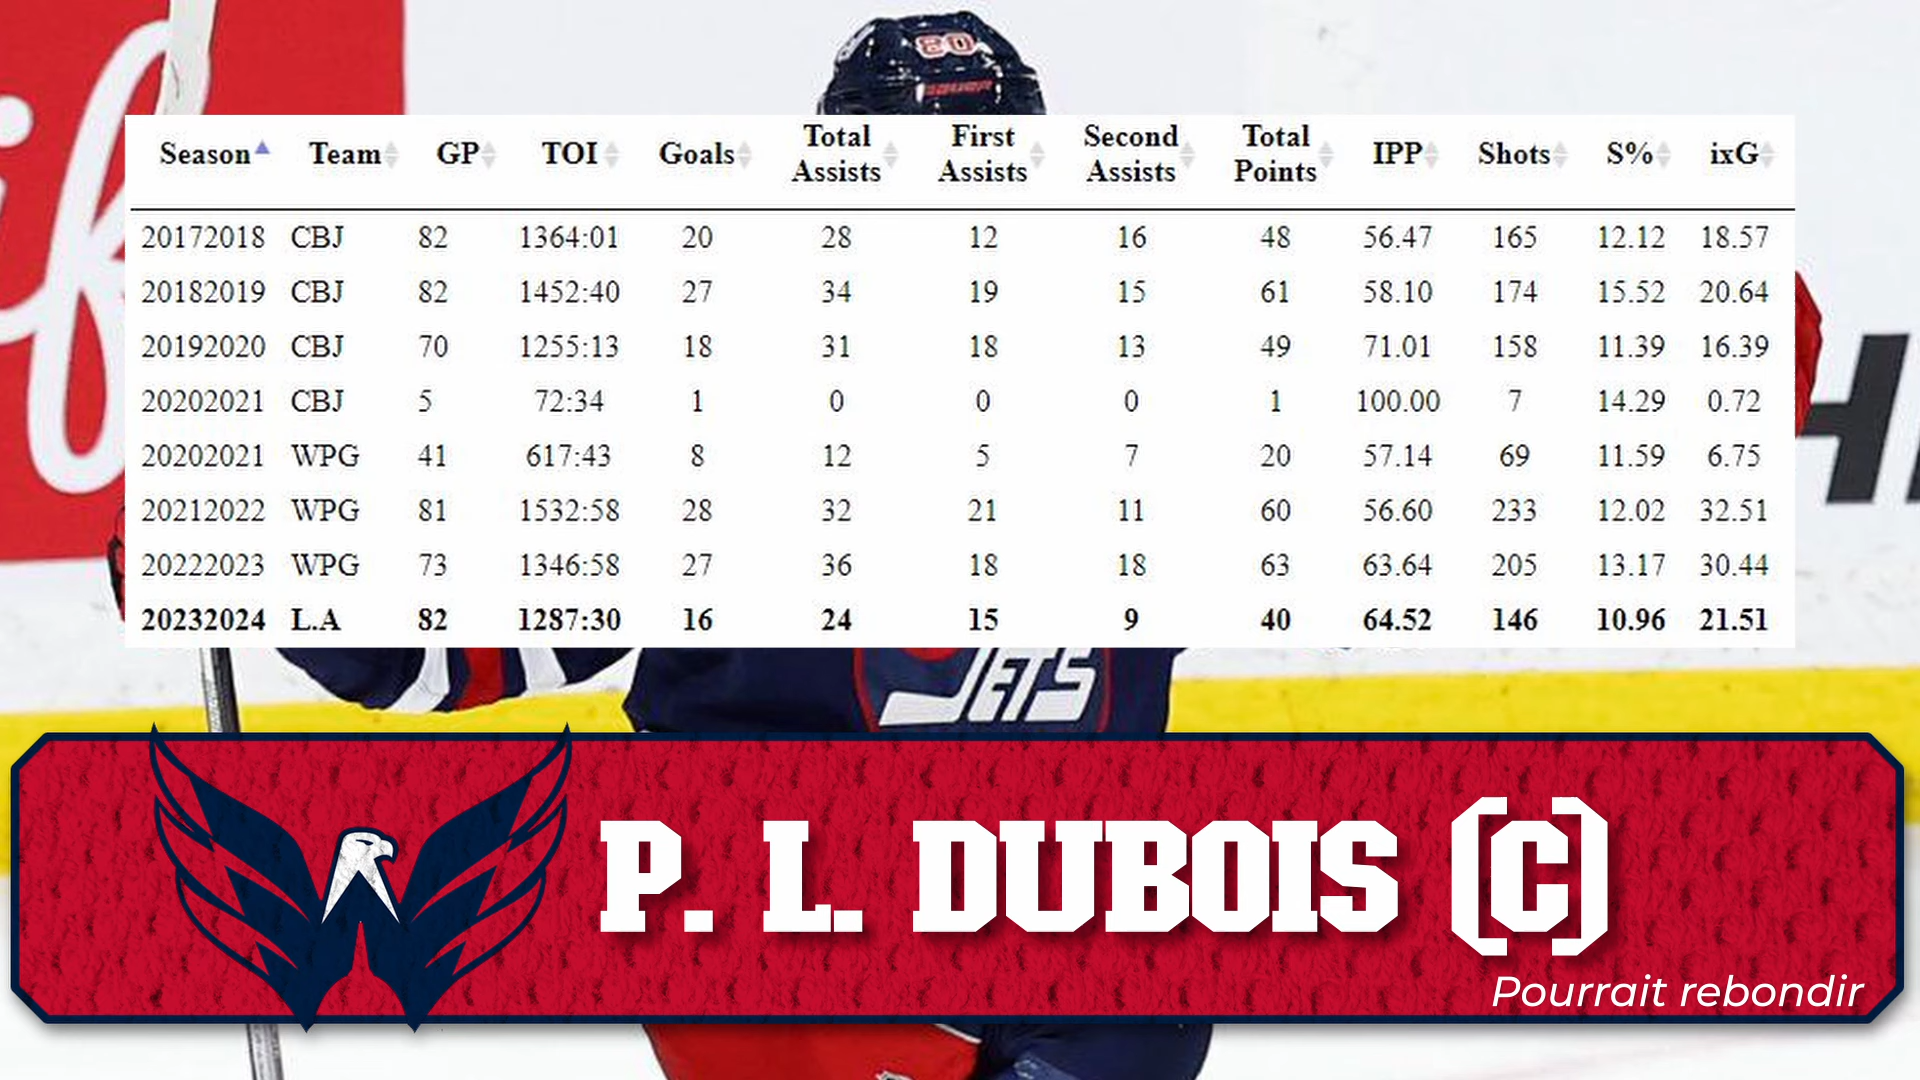 80
BAUER
if
Season Team GP TOI Goals Total Assists First Assists Second Assists Total Points IPP Shots S% ixG
20172018 CBJ 82 1364:01 20 28 12 16 48 56.47 165 12.12 18.57
20182019 CBJ 82 1452:40 27 34 19 15 61 58.10 174 15.52 20.64
20192020 CBJ 70 1255:13 18 31 18 13 49 71.01 158 11.39 16.39
20202021 CBJ 5 72:34 1 0 0 0 1 100.00 7 14.29 0.72
20202021 WPG 41 617:43 8 12 5 7 20 57.14 69 11.59 6.75
20212022 WPG 81 1532:58 28 32 21 11 60 56.60 233 12.02 32.51
20222023 WPG 73 1346:58 27 36 18 18 63 63.64 205 13.17 30.44
20232024 L.A 82 1287:30 16 24 15 9 40 64.52 146 10.96 21.51
JETS
P. L. DUBOIS (C)
Pourrait rebondir